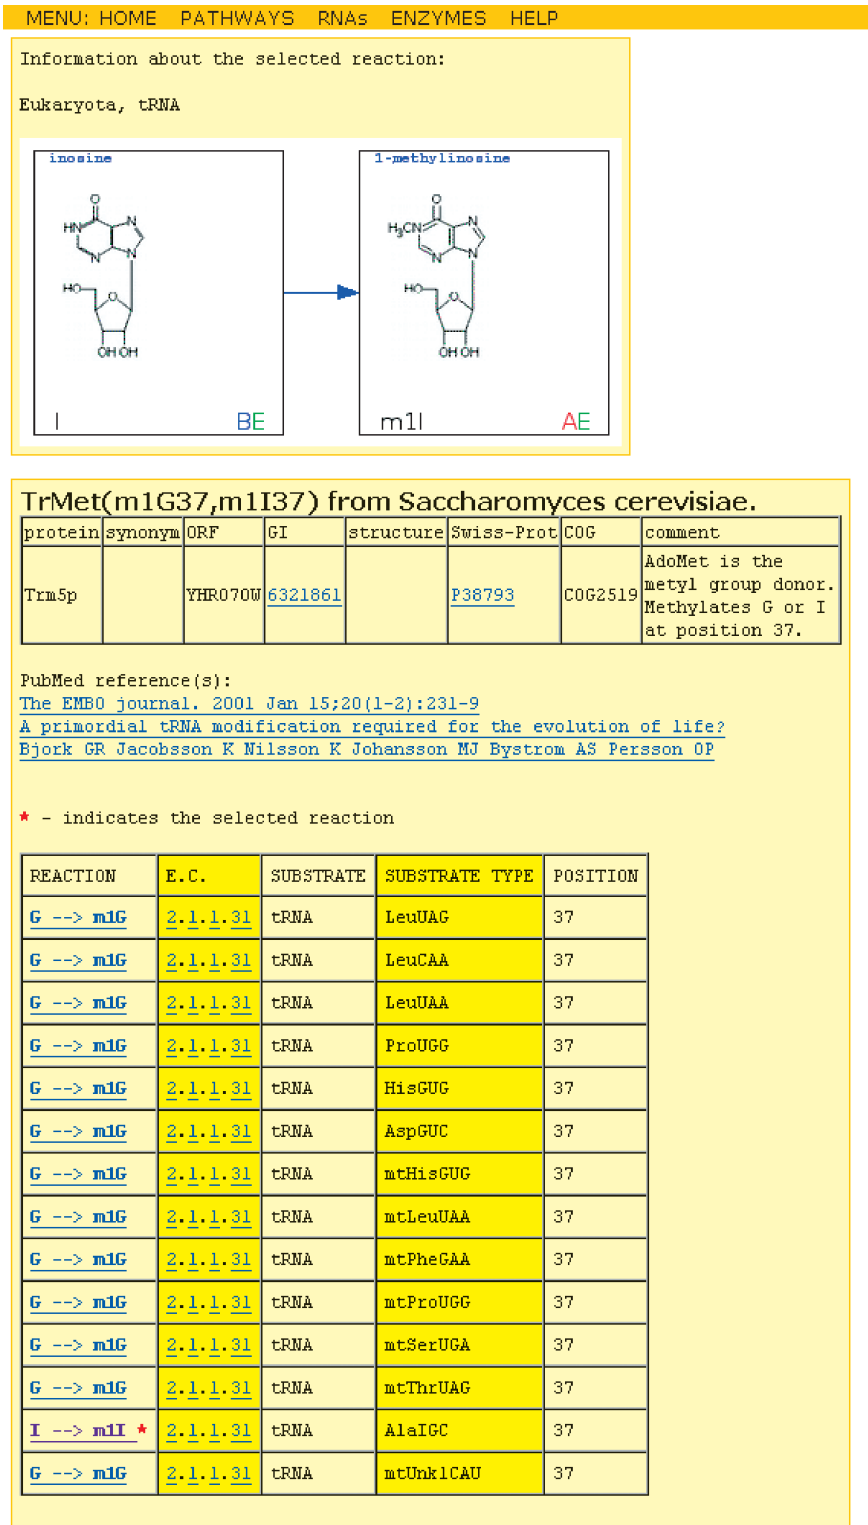 MENU: HOME PATHWAYS RNAs ENZYMES HELP
Information about the selected reaction:
Eukaryota, tRNA
inosine
1-methylinosine
O
HN
N
N
N
HO
O
OH OH
I
BE
O
H3CN
N
N
N
HO
O
OH OH
m1I
AE
TrMet(m1G37,m1I37) from Saccharomyces cerevisiae.
protein synonym ORF GI structure Swiss-Prot COG comment
Trm5p YHR070W 6321861 P38793 COG2519 AdoMet is the
metyl group donor.
Methylates G or I
at position 37.
PubMed reference(s):
The EMBO journal. 2001 Jan 15;20(1-2):231-9
A primordial tRNA modification required for the evolution of life?
Bjork GR Jacobsson K Nilsson K Johansson MJ Bystrom AS Persson OP
* - indicates the selected reaction
REACTION E.C. SUBSTRATE SUBSTRATE TYPE POSITION
G --> m1G 2.1.1.31 tRNA LeuUAG 37
G --> m1G 2.1.1.31 tRNA LeuCAA 37
G --> m1G 2.1.1.31 tRNA LeuUAA 37
G --> m1G 2.1.1.31 tRNA ProUGG 37
G --> m1G 2.1.1.31 tRNA HisGUG 37
G --> m1G 2.1.1.31 tRNA AspGUC 37
G --> m1G 2.1.1.31 tRNA mtHisGUG 37
G --> m1G 2.1.1.31 tRNA mtLeuUAA 37
G --> m1G 2.1.1.31 tRNA mtPheGAA 37
G --> m1G 2.1.1.31 tRNA mtProUGG 37
G --> m1G 2.1.1.31 tRNA mtSerUGA 37
G --> m1G 2.1.1.31 tRNA mtThrUAG 37
I --> m1I * 2.1.1.31 tRNA AlaIGC 37
G --> m1G 2.1.1.31 tRNA mtUnklCAU 37